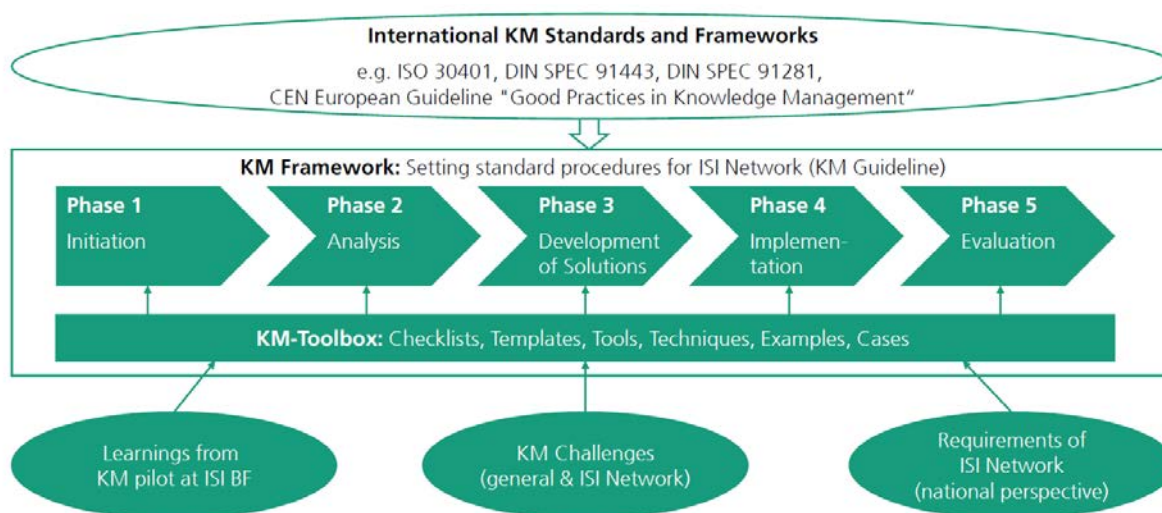 International KM Standards and Frameworks
e.g. ISO 30401, DIN SPEC 91443, DIN SPEC 91281,
CEN European Guideline "Good Practices in Knowledge Management“
KM Framework: Setting standard procedures for ISI Network (KM Guideline)
Phase 1
Initiation
Phase 2
Analysis
Phase 3
Development
of Solutions
Phase 4
Implemen-
tation
Phase 5
Evaluation
KM-Toolbox: Checklists, Templates, Tools, Techniques, Examples, Cases
Learnings from
KM pilot at ISI BF
KM Challenges
(general & ISI Network)
Requirements of
ISI Network
(national perspective)